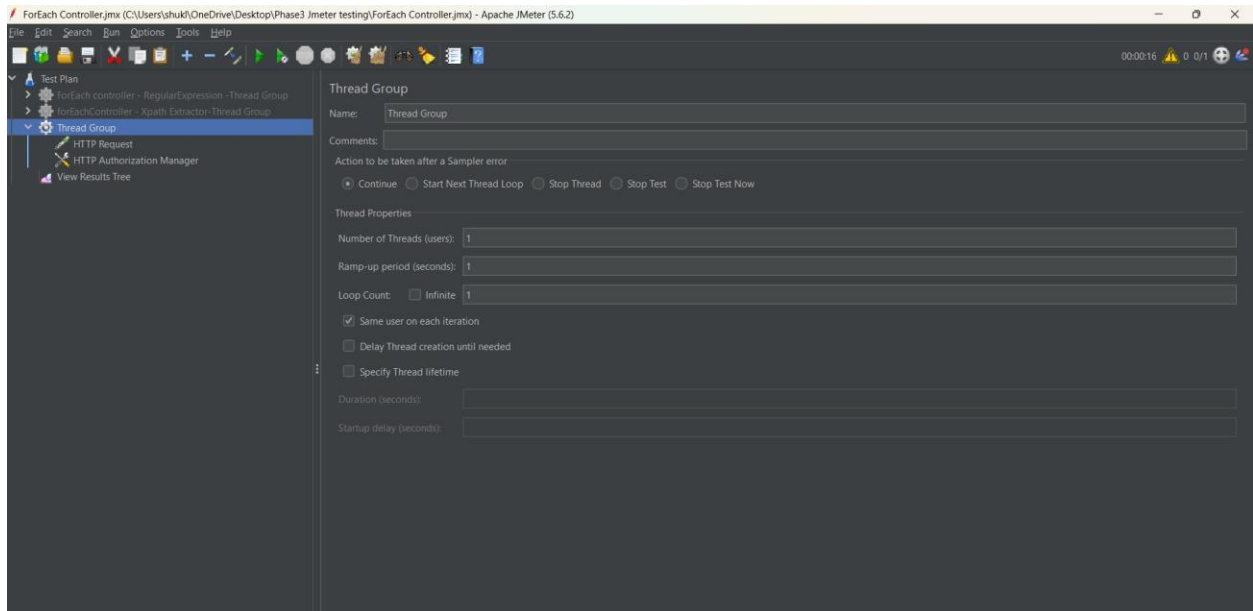 ForEach Controller.jmx (C:\Users\shukl\OneDrive\Desktop\Phase3 Jmeter testing\ForEach Controller.jmx) - Apache JMeter (5.6.2)
File Edit Search Run Options Tools Help
00:00:16 0 0/1
Test Plan
ForEach controller - RegularExpression -Thread Group
forEachController - Xpath Extractor-Thread Group
Thread Group
HTTP Request
HTTP Authorization Manager
View Results Tree
Thread Group
Name: Thread Group
Comments:
Action to be taken after a Sampler error
Continue Start Next Thread Loop Stop Thread Stop Test Stop Test Now
Thread Properties
Number of Threads (users): 1
Ramp-up period (seconds): 1
Loop Count: Infinite 1
Same user on each iteration
Delay Thread creation until needed
Specify Thread lifetime
Duration (seconds):
Startup delay (seconds):